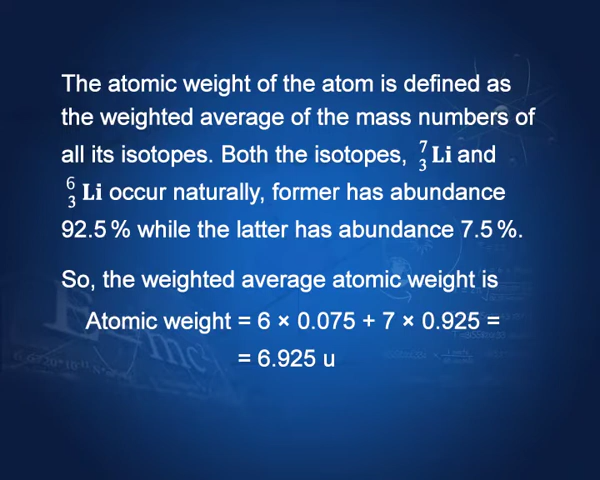 The atomic weight of the atom is defined as
the weighted average of the mass numbers of
all its isotopes. Both the isotopes, ⁷₃Li and
⁶₃Li occur naturally, former has abundance
92.5 % while the latter has abundance 7.5 %.
So, the weighted average atomic weight is
Atomic weight = 6 × 0.075 + 7 × 0.925 =
= 6.925 u